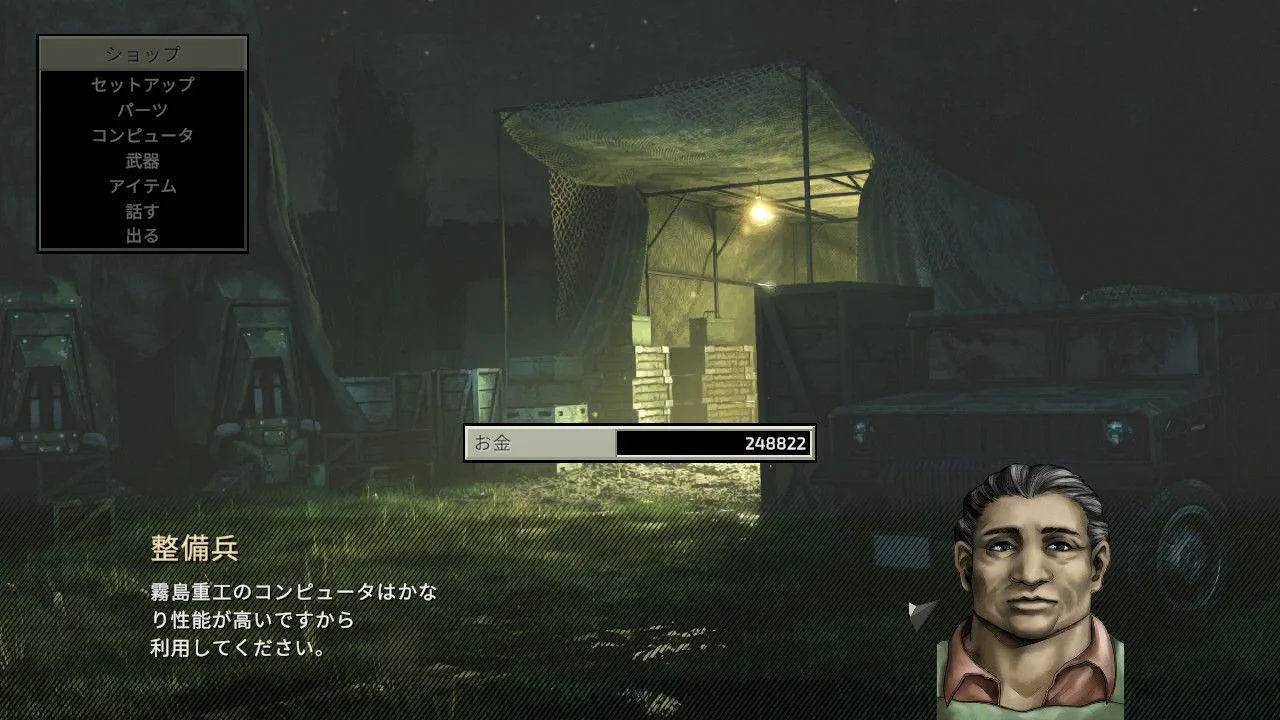 ショップ
セットアップ
パーツ
コンピュータ
武器
アイテム
話す
出る
お金 248822
整備兵
霧島重工のコンピュータはかな
り性能が高いですから
利用してください。